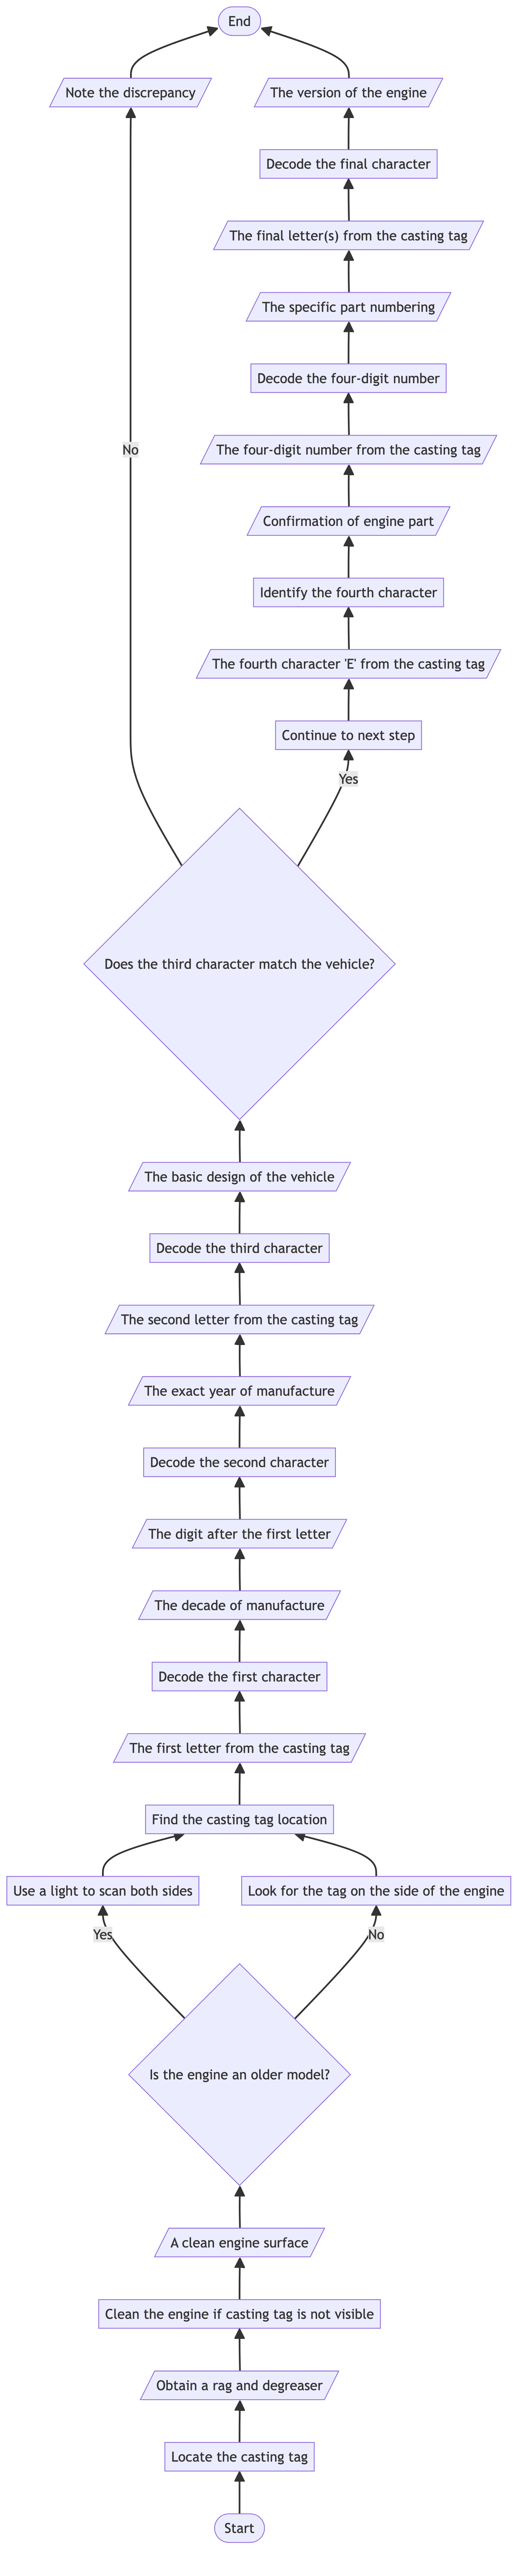 End
Note the discrepancy
The version of the engine
Decode the final character
The final letter(s) from the casting tag
The specific part numbering
Decode the four-digit number
No
The four-digit number from the casting tag
Confirmation of engine part
Identify the fourth character
The fourth character 'E' from the casting tag
Continue to next step
Yes
Does the third character match the vehicle?
The basic design of the vehicle
Decode the third character
The second letter from the casting tag
The exact year of manufacture
Decode the second character
The digit after the first letter
The decade of manufacture
Decode the first character
The first letter from the casting tag
Find the casting tag location
Use a light to scan both sides
Look for the tag on the side of the engine
Yes
No
Is the engine an older model?
A clean engine surface
Clean the engine if casting tag is not visible
Obtain a rag and degreaser
Locate the casting tag
Start